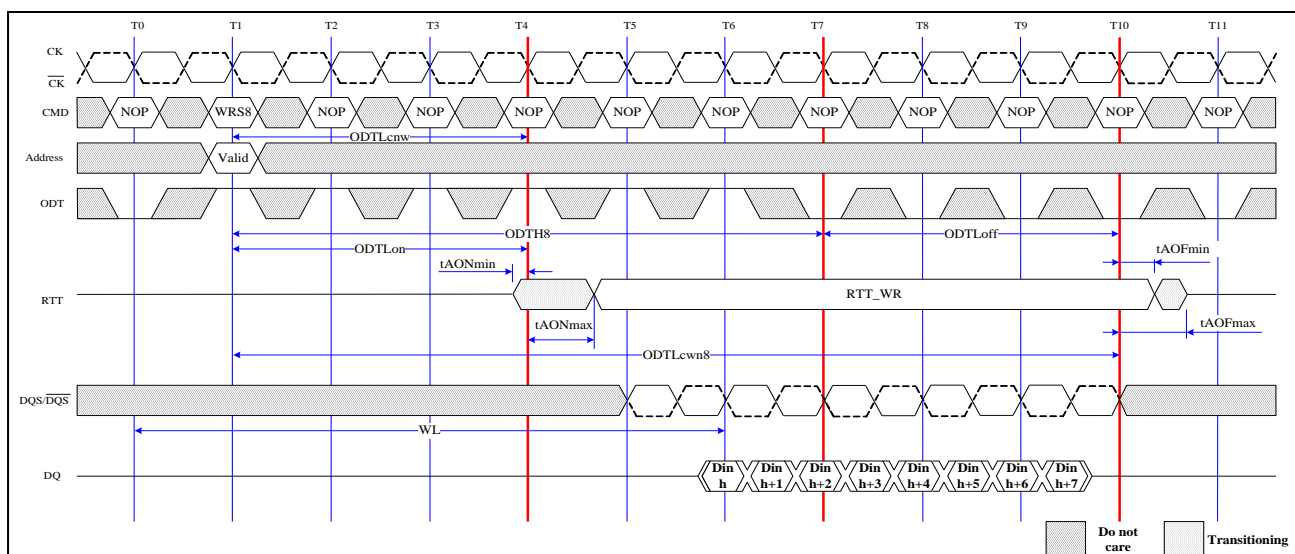 T0 T1 T2 T3 T4 T5 T6 T7 T8 T9 T10 T11
CK
CK
CMD NOP WRS8 NOP NOP NOP NOP NOP NOP NOP NOP NOP NOP
ODTLcnw
Address Valid
ODT
ODTH8 ODTLoff
ODTLon
tAONmin tAOFmin
RTT RTT_WR
tAONmax tAOFmax
ODTLcwn8
DQS/DQS
WL
DQ Din h Din h+1 Din h+2 Din h+3 Din h+4 Din h+5 Din h+6 Din h+7
Do not care Transitioning